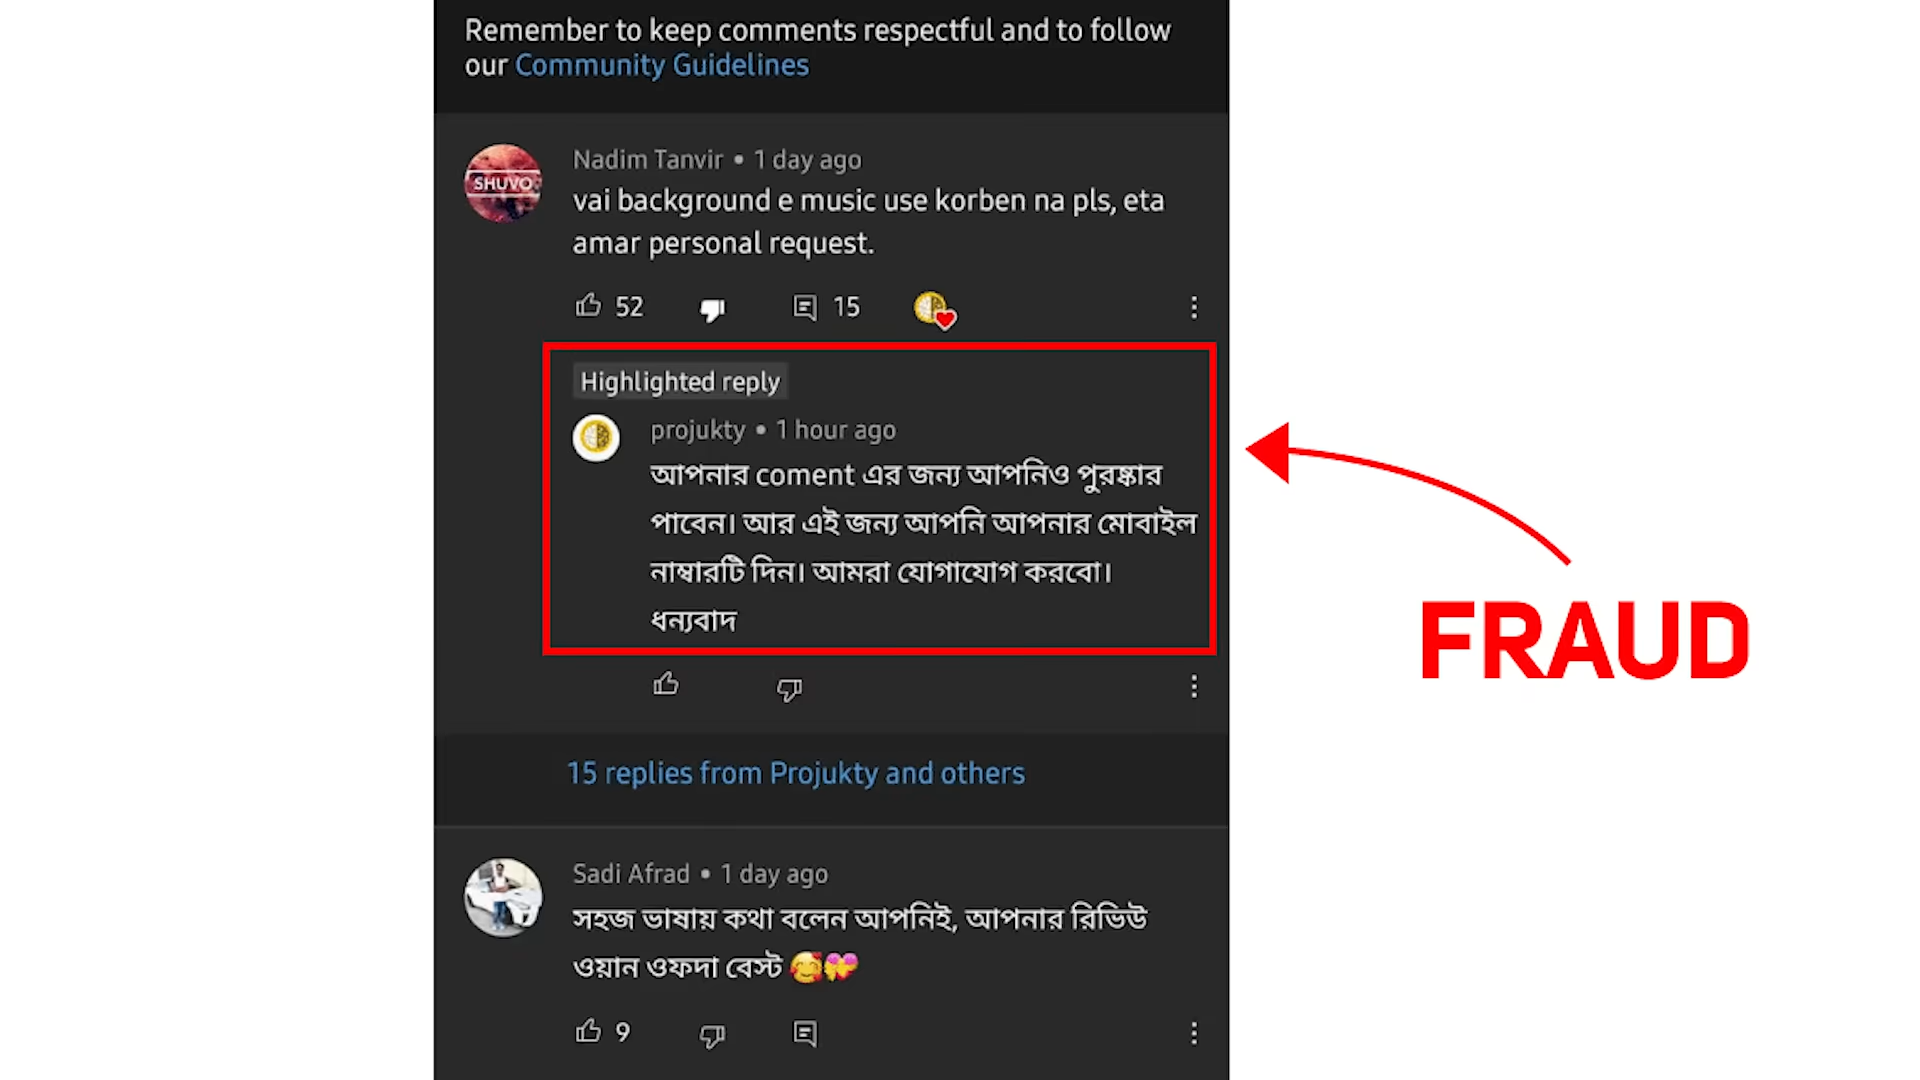 Remember to keep comments respectful and to follow
our Community Guidelines
SHUVO
Nadim Tanvir • 1 day ago
vai background e music use korben na pls, eta
amar personal request.
52
15
Highlighted reply
projukty • 1 hour ago
আপনার coment এর জন্য আপনিও পুরষ্কার
পাবেন। আর এই জন্য আপনি আপনার মোবাইল
নাম্বারটি দিন। আমরা যোগাযোগ করবো।
ধন্যবাদ
FRAUD
15 replies from Projukty and others
Sadi Afrad • 1 day ago
সহজ ভাষায় কথা বলেন আপনিই, আপনার রিভিউ
ওয়ান ওফদা বেস্ট 🥰💝
9